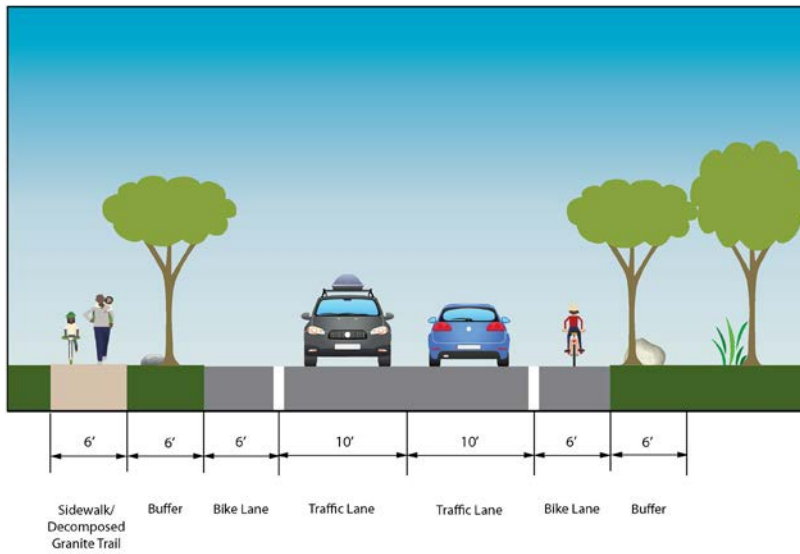 6’
6’
6’
10’
10’
6’
6’
Sidewalk/
Decomposed
Granite Trail
Buffer
Bike Lane
Traffic Lane
Traffic Lane
Bike Lane
Buffer